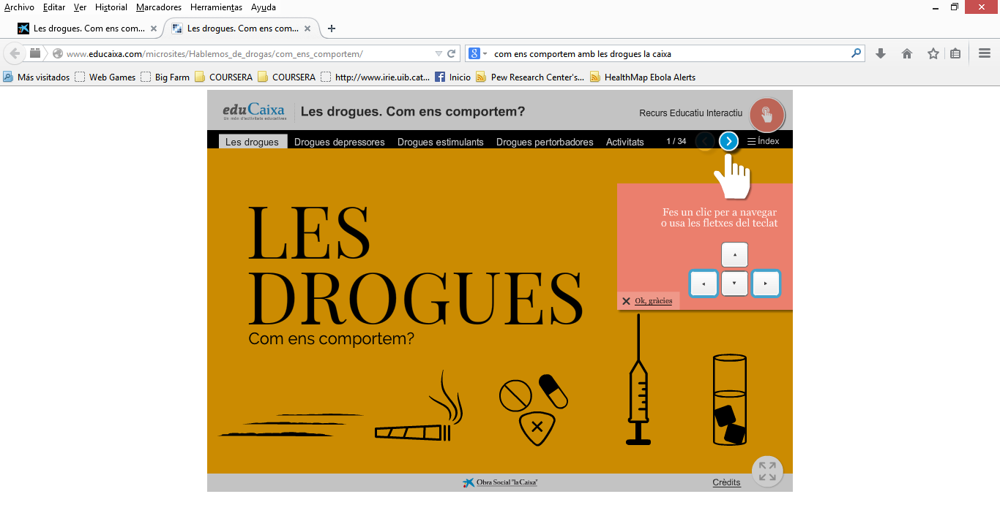 Archivo Editar Ver Historial Marcadores Herramientas Ayuda
Les drogues. Com ens com... × Les drogues. Com ens com... × +
www.educaixa.com/microsites/Hablemos_de_drogas/com_ens_comportem/ 8 com ens comportem amb les drogues la caixa
Más visitados Web Games Big Farm COURSERA COURSERA http://www.irie.uib.cat... Inicio Pew Research Center's... HealthMap Ebola Alerts
eduCaixa
Un món d'activitats educatives
Les drogues. Com ens comportem?
Recurs Educatiu Interactiu
Les drogues Drogues depressores Drogues estimulants Drogues pertorbadores Activitats 1 / 34 Índex
Fes un clic per a navegar
o usa les fletxes del teclat
Ok, gràcies
LES
DROGUES
Com ens comportem?
Obra Social "la Caixa"
Crèdits